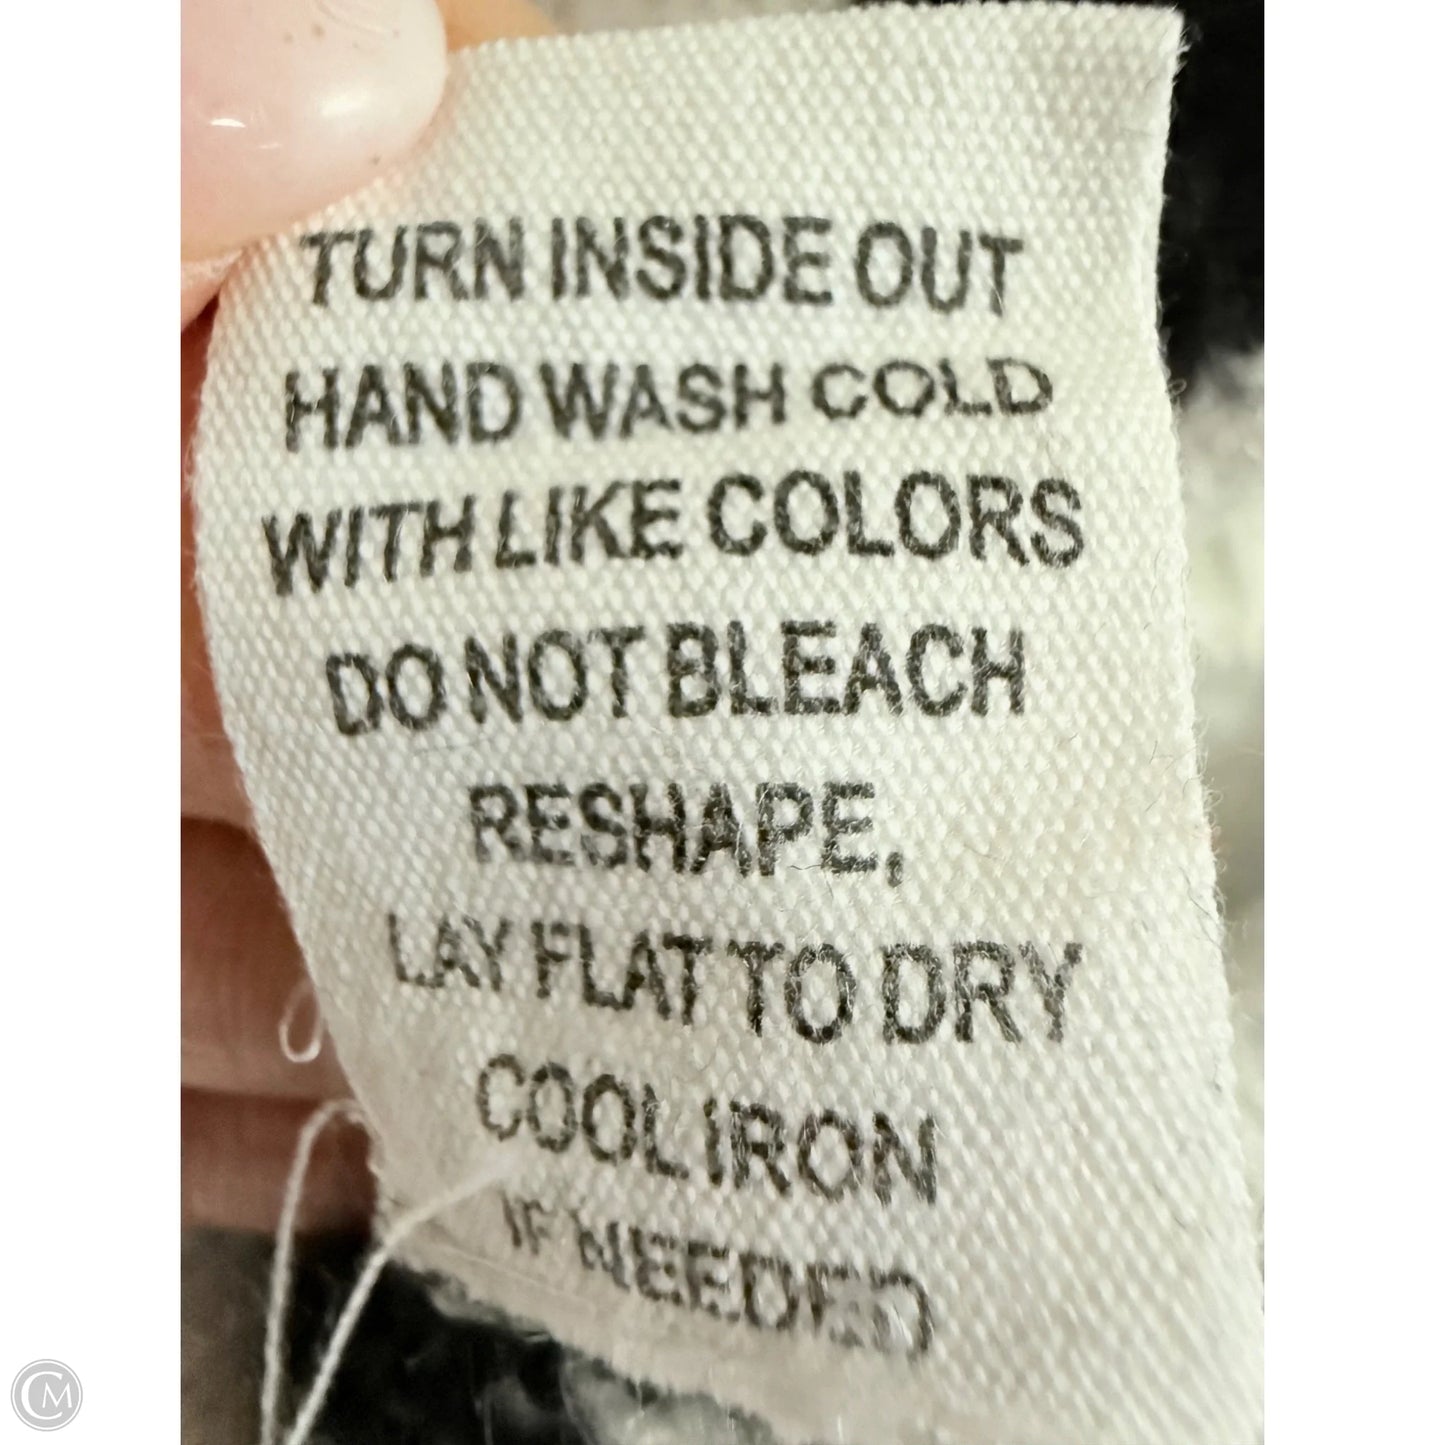 TURN INSIDE OUT
HAND WASH COLD
WITH LIKE COLORS
DO NOT BLEACH
RESHAPE,
LAY FLAT TO DRY
COOL IRON
IF NEEDED
CM